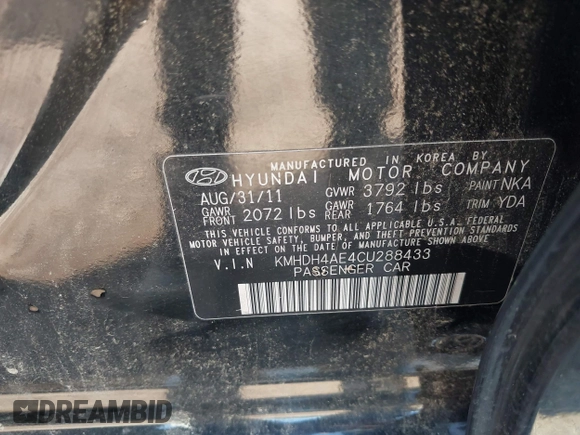 MANUFACTURED IN KOREA BY
HYUNDAI MOTOR COMPANY
AUG/31/11 GVWR 3792 lbs PAINT NKA
GAWR FRONT 2072 lbs GAWR REAR 1764 lbs TRIM YDA
THIS VEHICLE CONFORMS TO ALL APPLICABLE U.S.A. FEDERAL
MOTOR VEHICLE SAFETY, BUMPER, AND THEFT PREVENTION STANDARDS
IN EFFECT ON THE DATE OF MANUFACTURE SHOWN ABOVE.
V.I.N KMHDH4AE4CU288433
PASSENGER CAR
DREAMBID